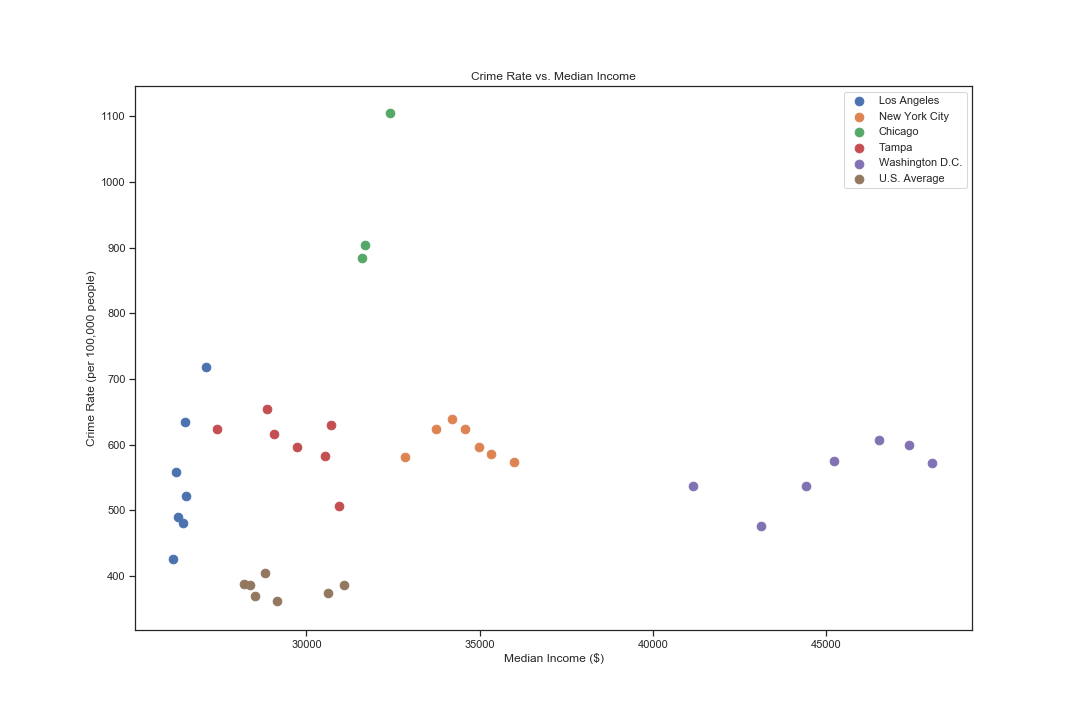 Crime Rate vs. Median Income
Los Angeles
New York City
Chicago
Tampa
Washington D.C.
U.S. Average
Crime Rate (per 100,000 people)
1100
1000
900
800
700
600
500
400
30000 35000 40000 45000
Median Income ($)